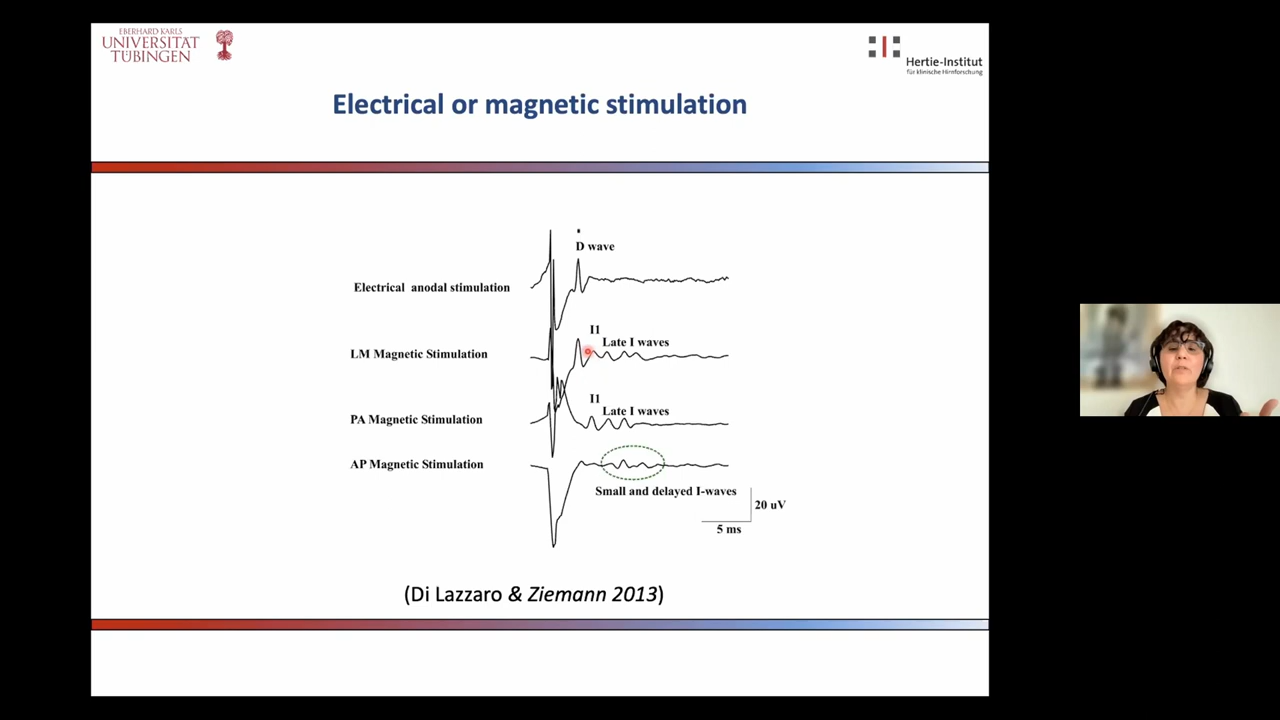 EBERHARD KARLS
UNIVERSITÄT
TÜBINGEN
Hertie-Institut
für klinische Hirnforschung
Electrical or magnetic stimulation
D wave
Electrical anodal stimulation
I1
Late I waves
LM Magnetic Stimulation
I1
Late I waves
PA Magnetic Stimulation
AP Magnetic Stimulation
Small and delayed I-waves
20 uV
5 ms
(Di Lazzaro & Ziemann 2013)